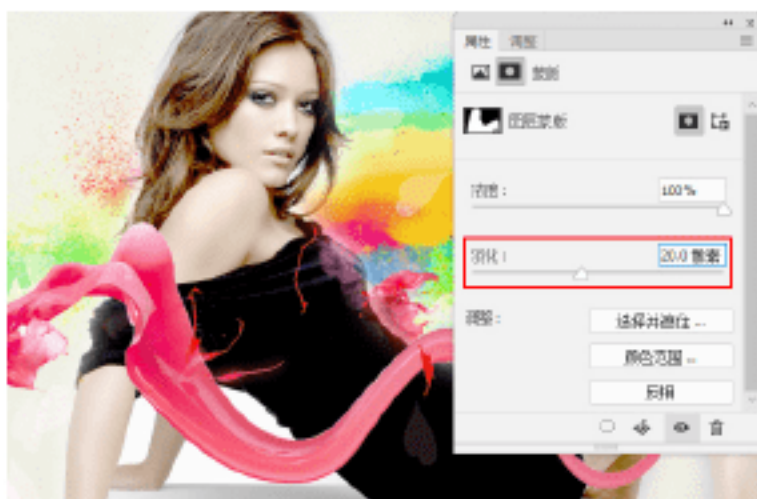 属性 调整
蒙版
图层蒙版
浓度： 100%
羽化： 20.0 像素
调整： 选择并遮住 ...
颜色范围 ...
反相